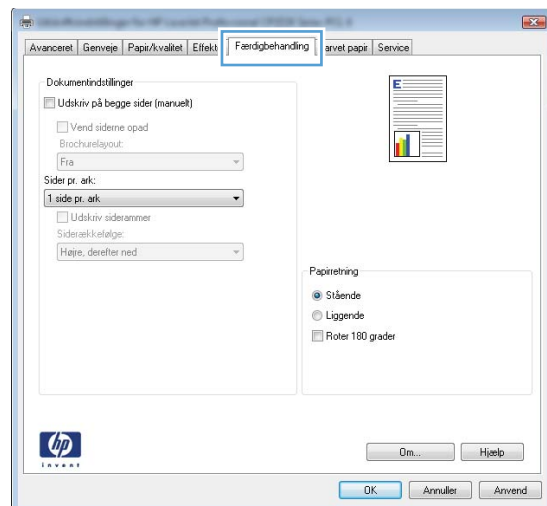 Avanceret Genveje Papir/kvalitet Effekt Færdigbehandling arvet papir Service
Dokumentindstillinger
Udskriv på begge sider (manuelt)
Vend siderne opad
Brochurelayout:
Fra
Sider pr. ark:
1 side pr. ark
Udskriv siderammer
Siderækkefølge:
Højre, derefter ned
E
Papirretning
Stående
Liggende
Roter 180 grader
hp
invent
Om... Hjælp
OK Annuller Anvend